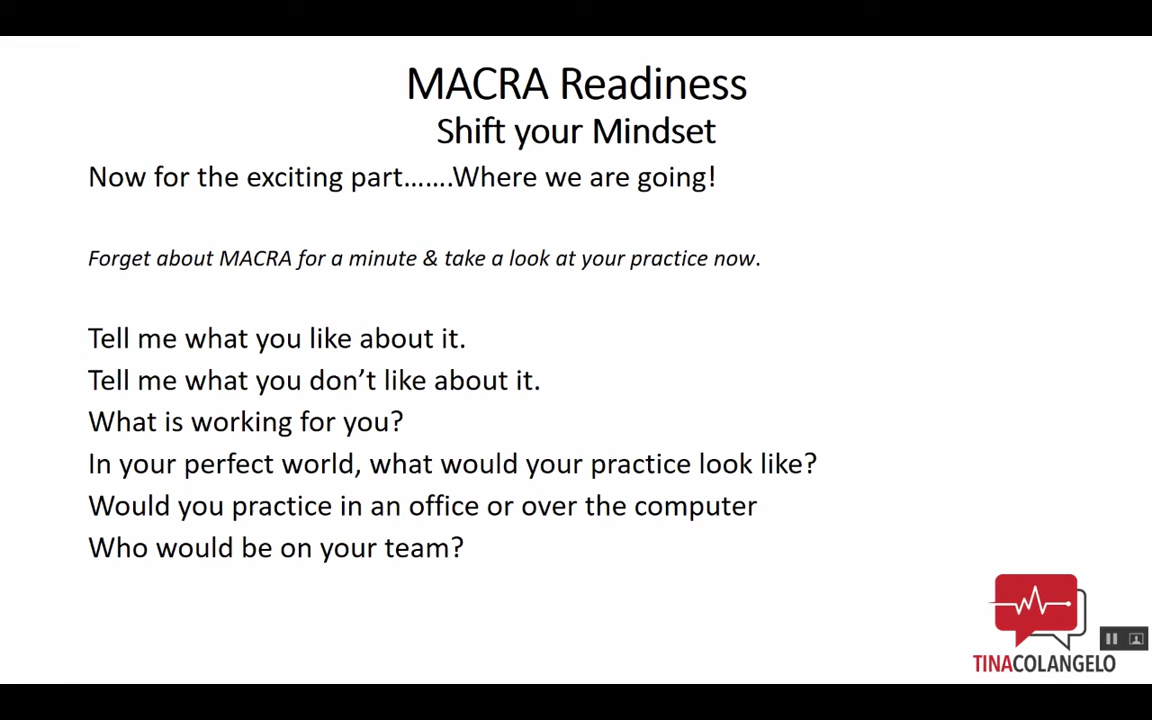 MACRA Readiness
Shift your Mindset
Now for the exciting part.......Where we are going!
Forget about MACRA for a minute & take a look at your practice now.
Tell me what you like about it.
Tell me what you don’t like about it.
What is working for you?
In your perfect world, what would your practice look like?
Would you practice in an office or over the computer
Who would be on your team?
TINACOLANGELO